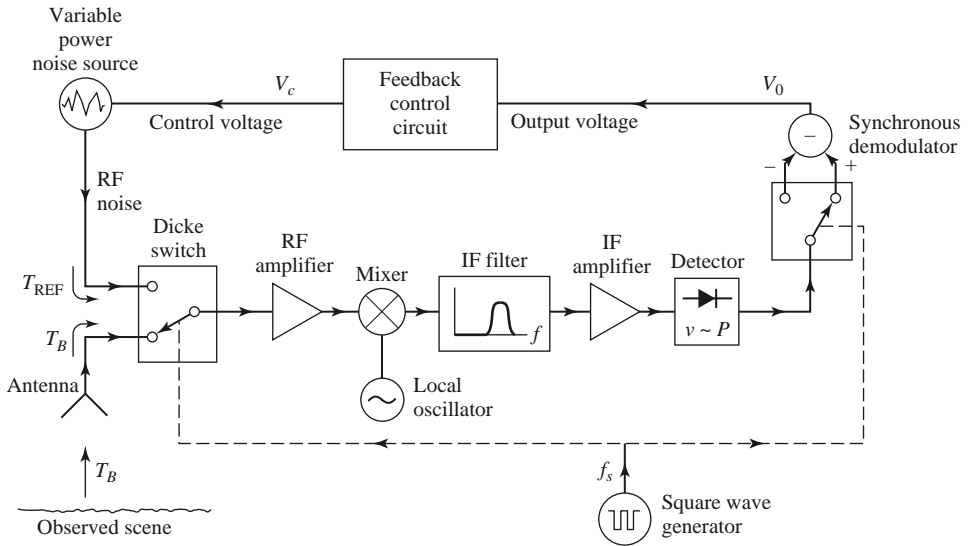 Variable
power
noise source
V_c
Control voltage
Feedback
control
circuit
V_0
Output voltage
Synchronous
demodulator
−
−
+
RF
noise
Dicke
switch
RF
amplifier
Mixer
IF filter
f
IF
amplifier
Detector
v ~ P
T_REF
T_B
Antenna
Local
oscillator
T_B
f_s
Square wave
generator
Observed scene